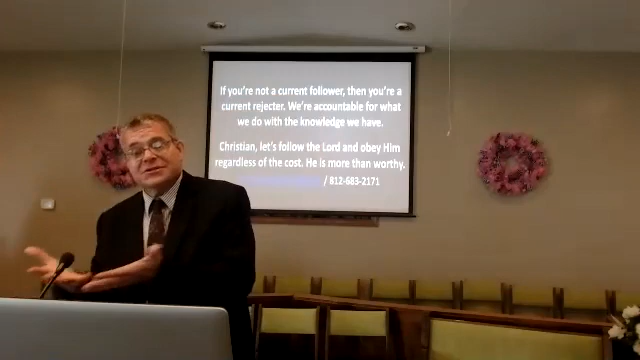 If you're not a current follower, then you're a
current rejecter. We're accountable for what
we do with the knowledge we have.
Christian, let's follow the Lord and obey Him
regardless of the cost. He is more than worthy.
/ 812-683-2171